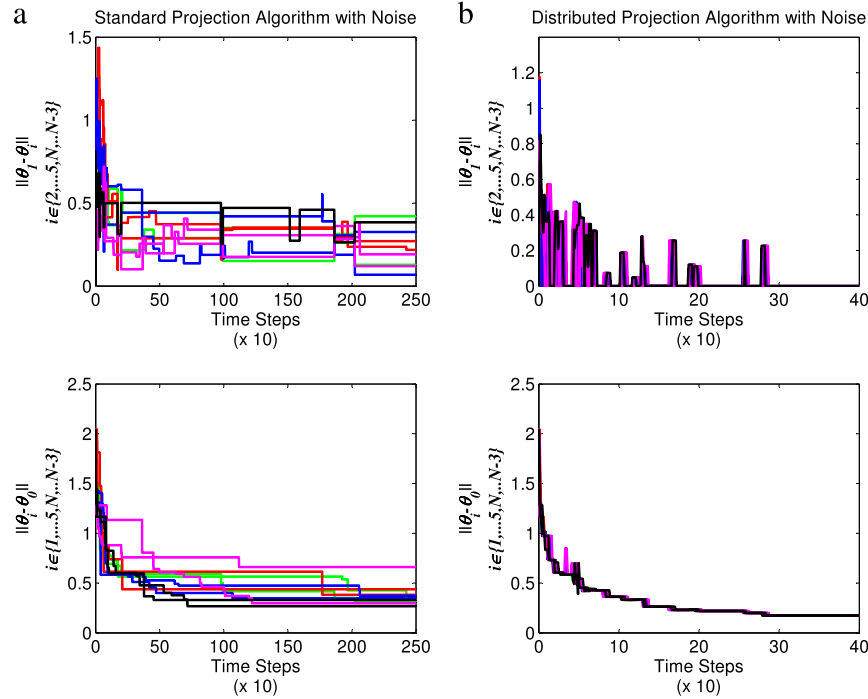 a
Standard Projection Algorithm with Noise
||θ1-θi||
i∈{2,...5,N,..N-3}
1.5
1
0.5
0
0 50 100 150 200 250
Time Steps
(x 10)
b
Distributed Projection Algorithm with Noise
||θ1-θi||
i∈{2,...5,N,..N-3}
1.2
1
0.8
0.6
0.4
0.2
0
0 10 20 30 40
Time Steps
(x 10)
||θi-θ0||
i∈{1,...5,N,..N-3}
2.5
2
1.5
1
0.5
0
0 50 100 150 200 250
Time Steps
(x 10)
||θi-θ0||
i∈{1,...5,N,..N-3}
2.5
2
1.5
1
0.5
0
0 10 20 30 40
Time Steps
(x 10)